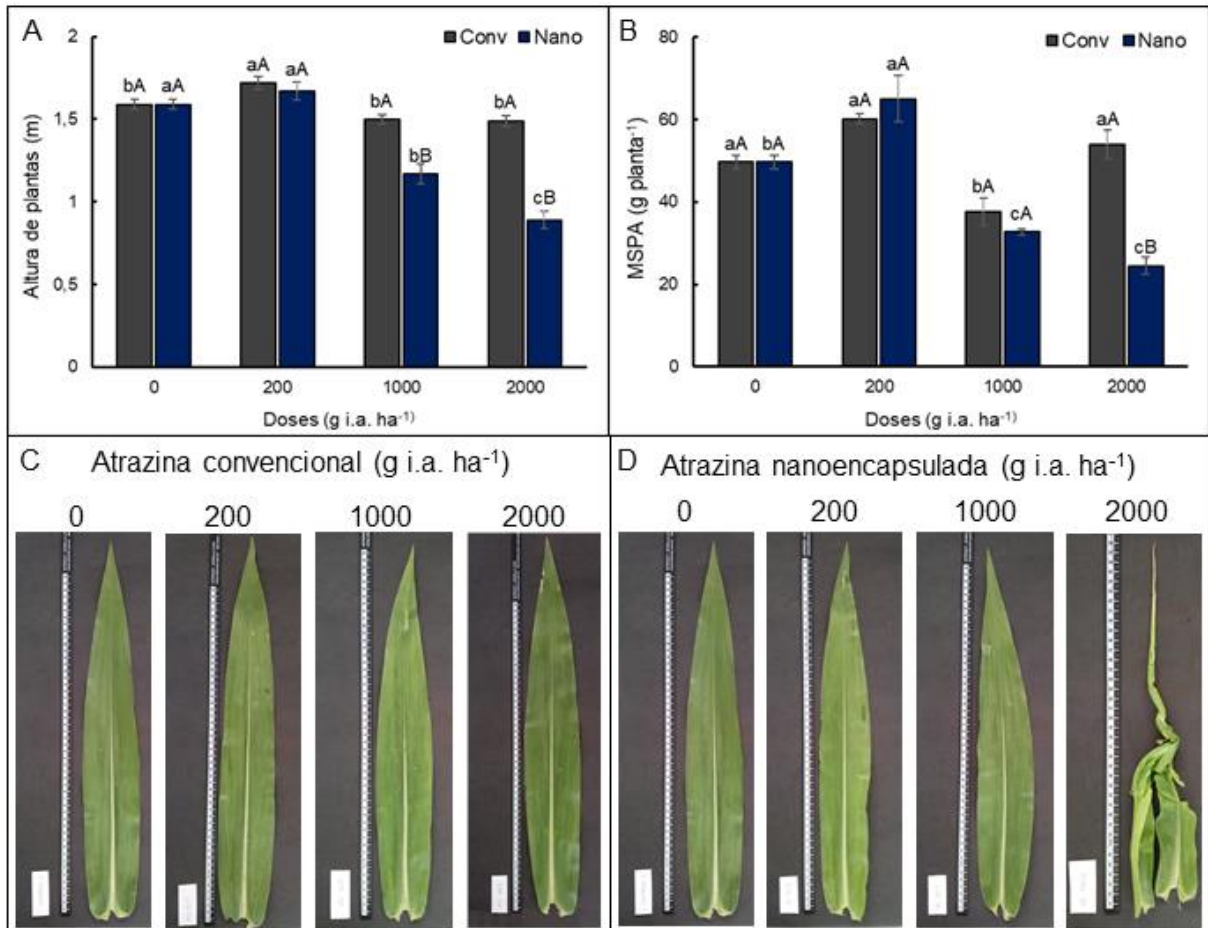 A
Conv Nano
Altura de plantas (m)
2
1,5
1
0,5
0
bA aA
aA aA
bA
bB
bA
cB
0 200 1000 2000
Doses (g i.a. ha⁻¹)
B
Conv Nano
MSPA (g planta⁻¹)
80
60
40
20
0
aA bA
aA
aA
bA
cA
aA
cB
0 200 1000 2000
Doses (g i.a. ha⁻¹)
C Atrazina convencional (g i.a. ha⁻¹)
0 200 1000 2000
D Atrazina nanoencapsulada (g i.a. ha⁻¹)
0 200 1000 2000